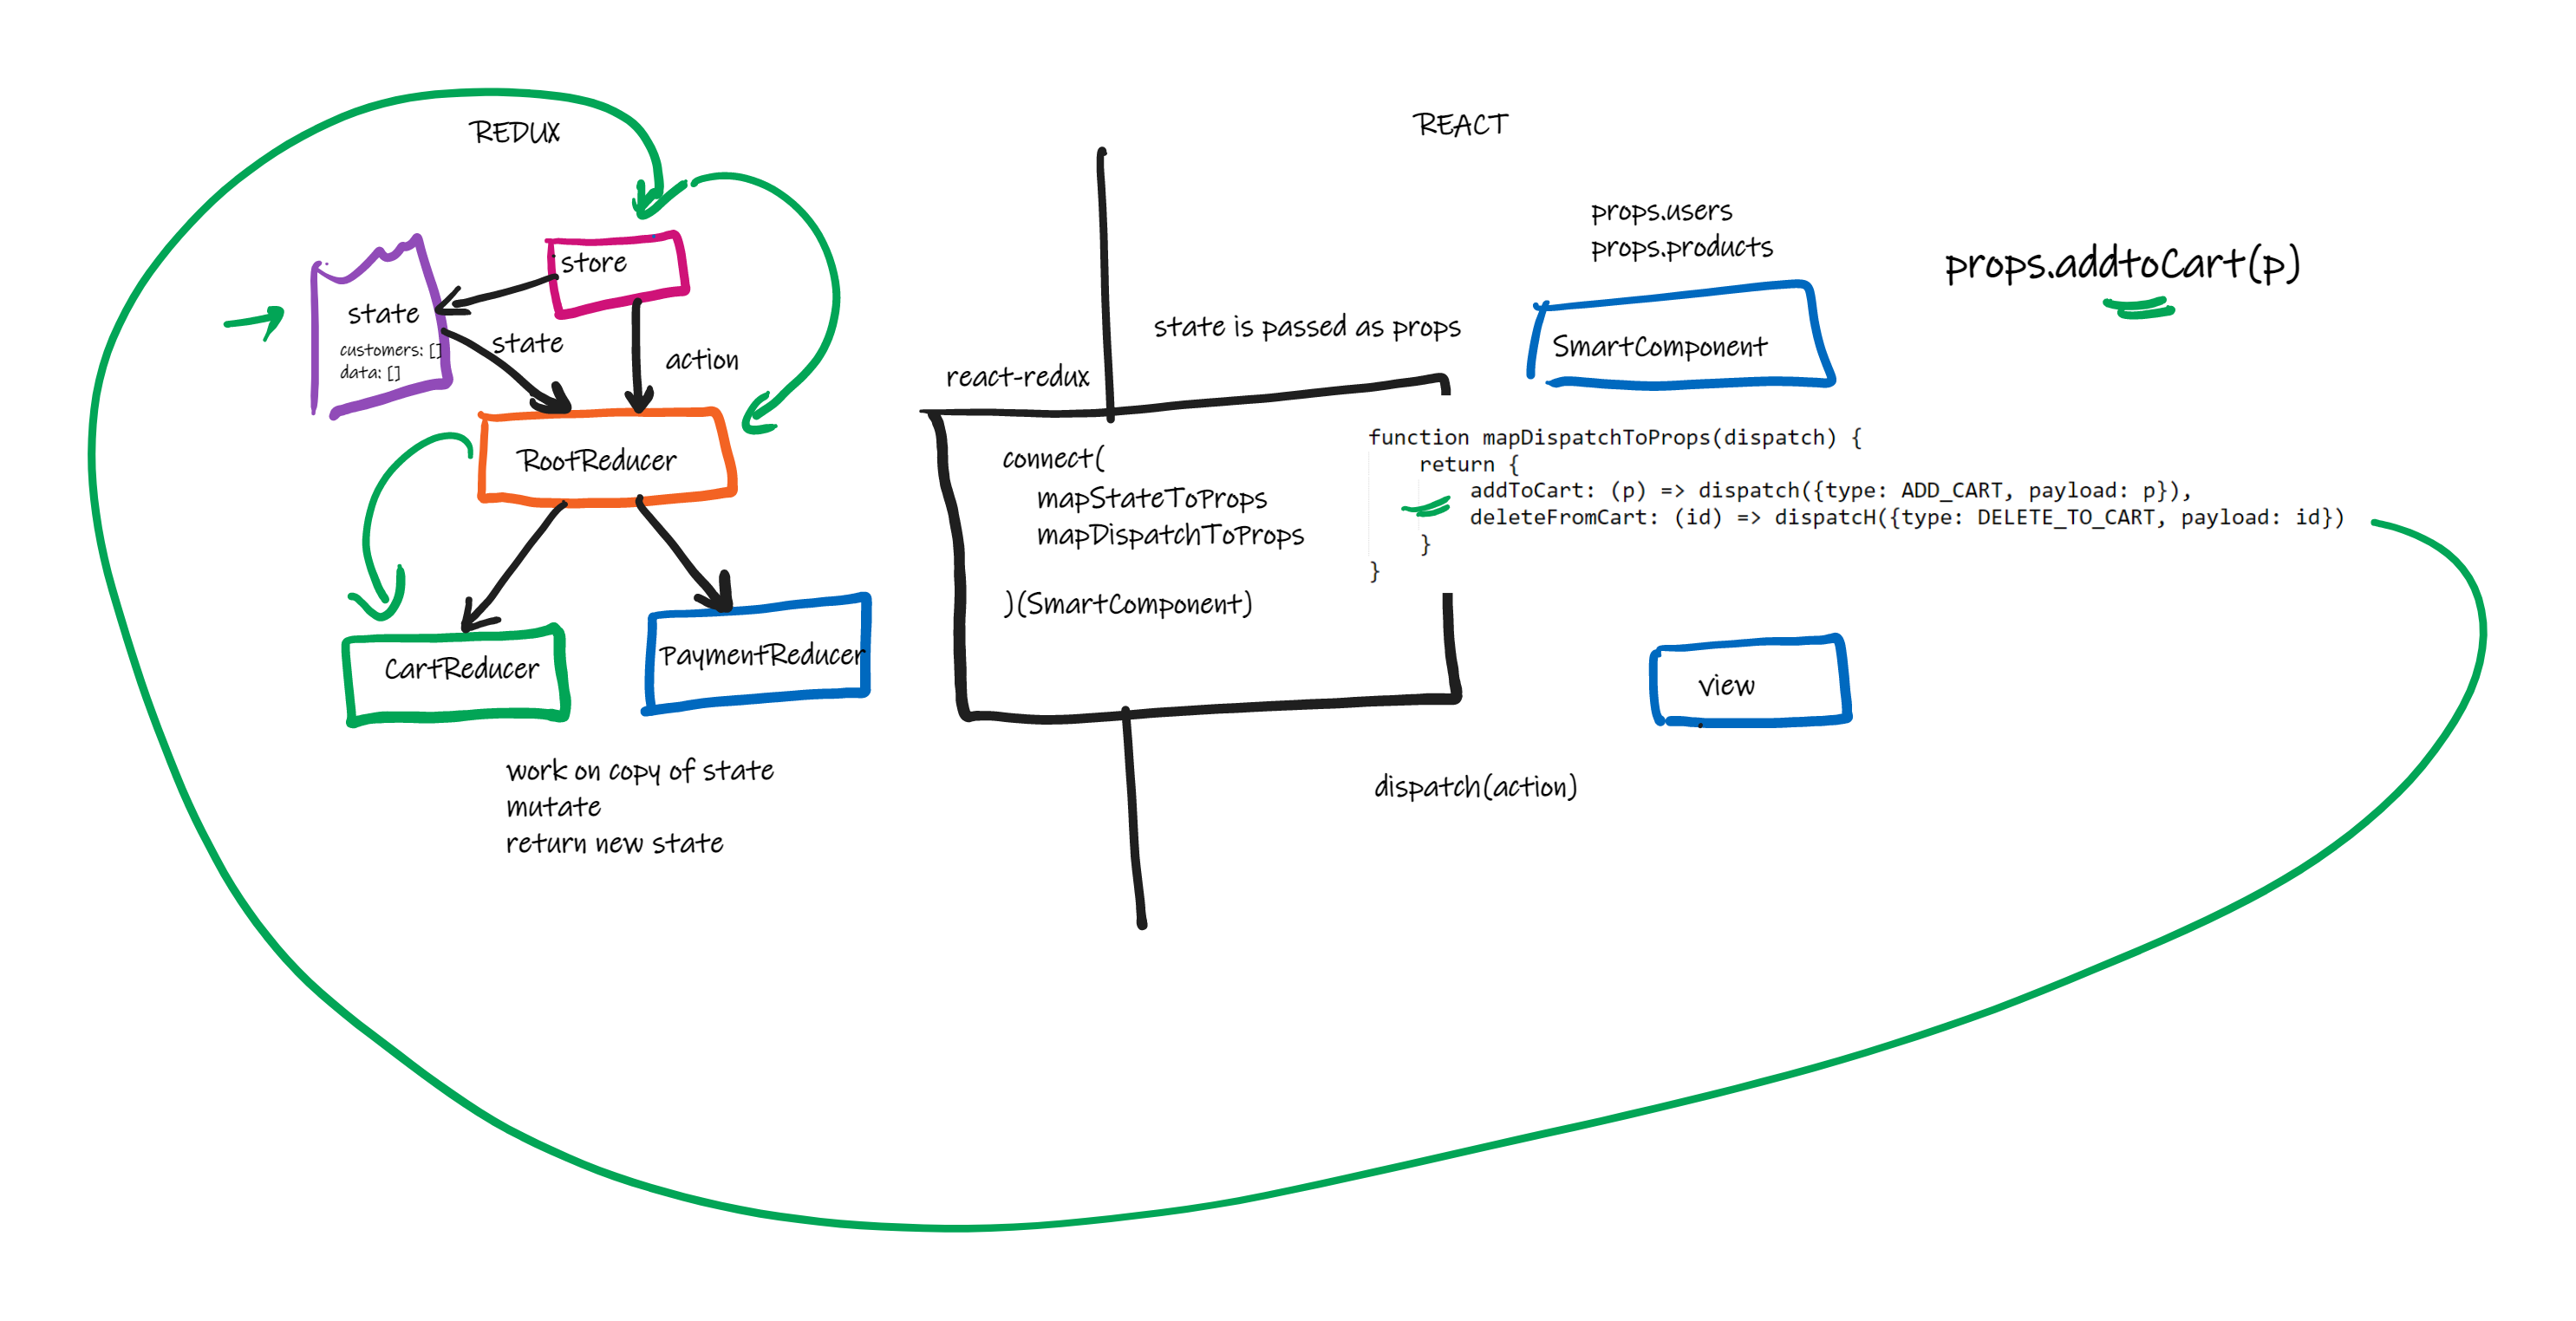 REDUX
store
state
customers: []
data: []
state
action
RootReducer
CartReducer
PaymentReducer
work on copy of state
mutate
return new state
REACT
react-redux
state is passed as props
connect(
mapStateToProps
mapDispatchToProps
)(SmartComponent)
props.users
props.products
SmartComponent
props.addtoCart(p)
function mapDispatchToProps(dispatch) {
return {
addToCart: (p) => dispatch({type: ADD_CART, payload: p}),
deleteFromCart: (id) => dispatcH({type: DELETE_TO_CART, payload: id})
}
}
view
dispatch(action)